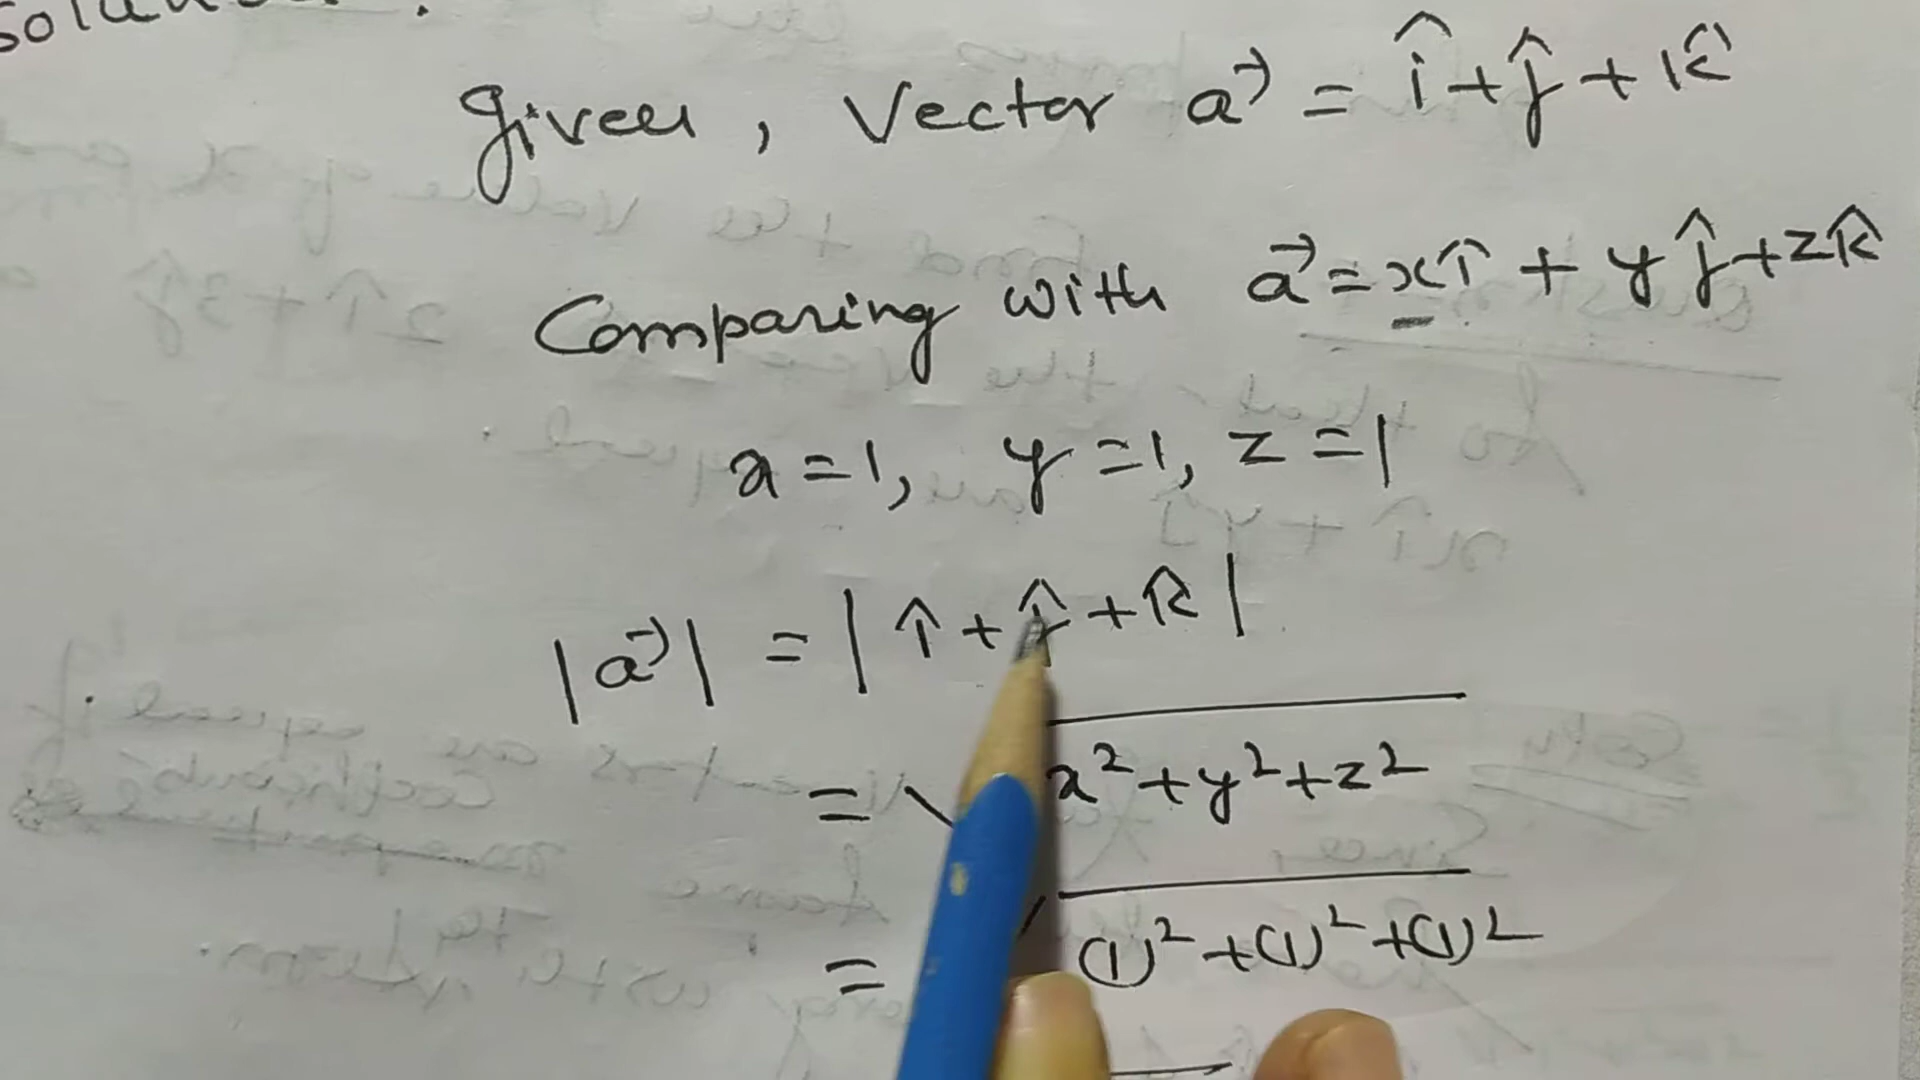 Solution :
Given, Vector a⃗ = î + ĵ + k̂
Comparing with a⃗ = xî + yĵ + zk̂
x = 1, y = 1, z = 1
|a⃗| = | î + ĵ + k̂ |
= √x² + y² + z²
= √(1)² + (1)² + (1)²